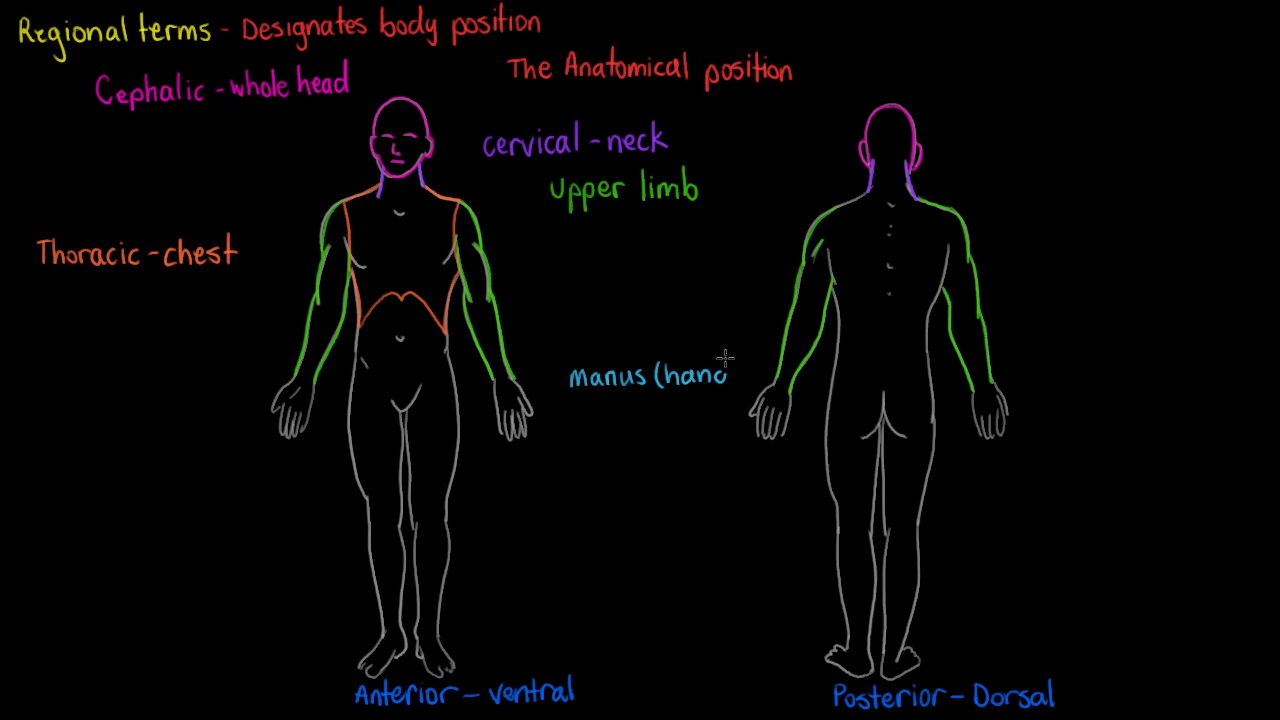 Regional terms - Designates body position
The Anatomical position
Cephalic - whole head
cervical - neck
upper limb
Thoracic - chest
Manus (hand
Anterior - ventral
Posterior - Dorsal